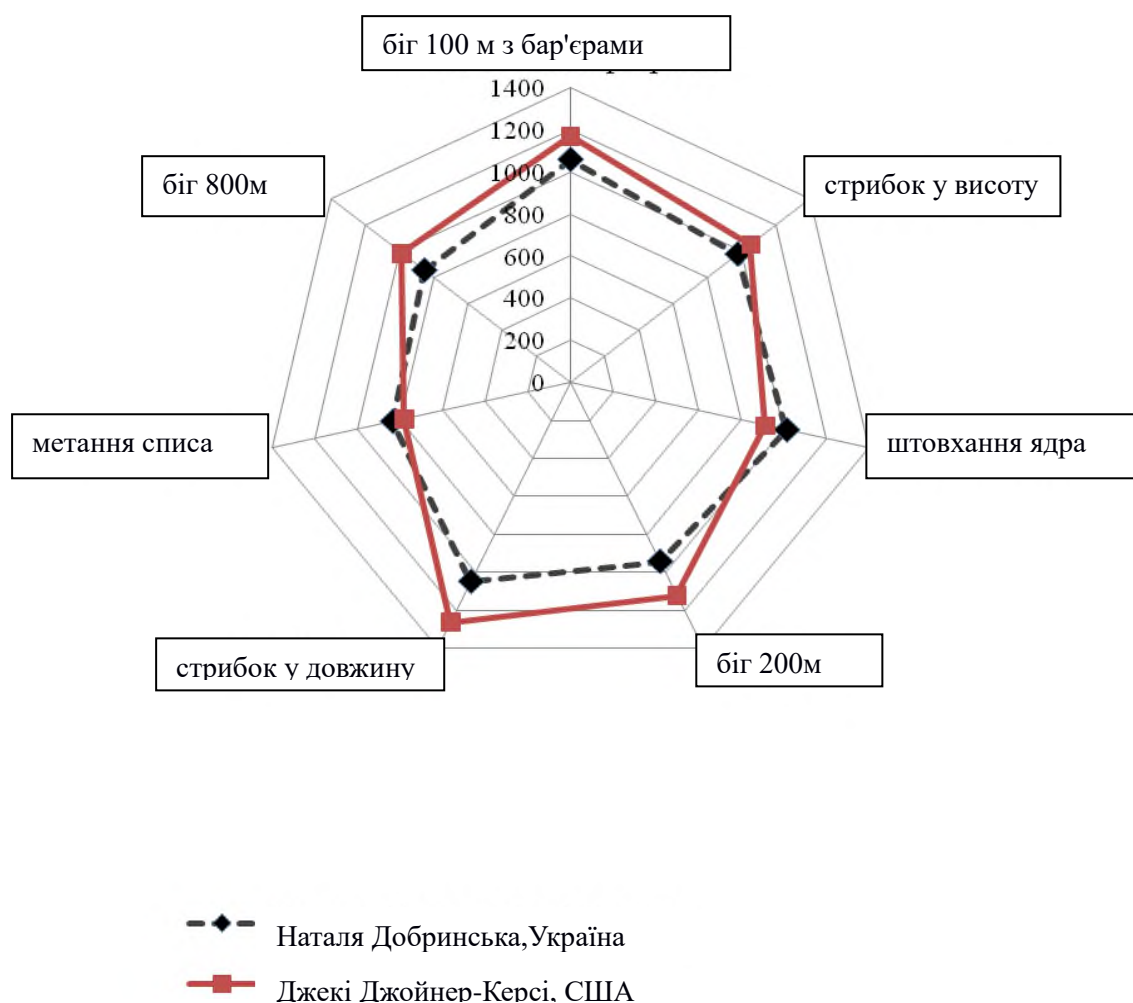 біг 100 м з бар'єрами
1400
1200
1000
800
600
400
200
0
біг 800м
стрибок у висоту
метання списа
штовхання ядра
стрибок у довжину
біг 200м
Наталя Добринська,Україна
Джекі Джойнер-Керсі, США